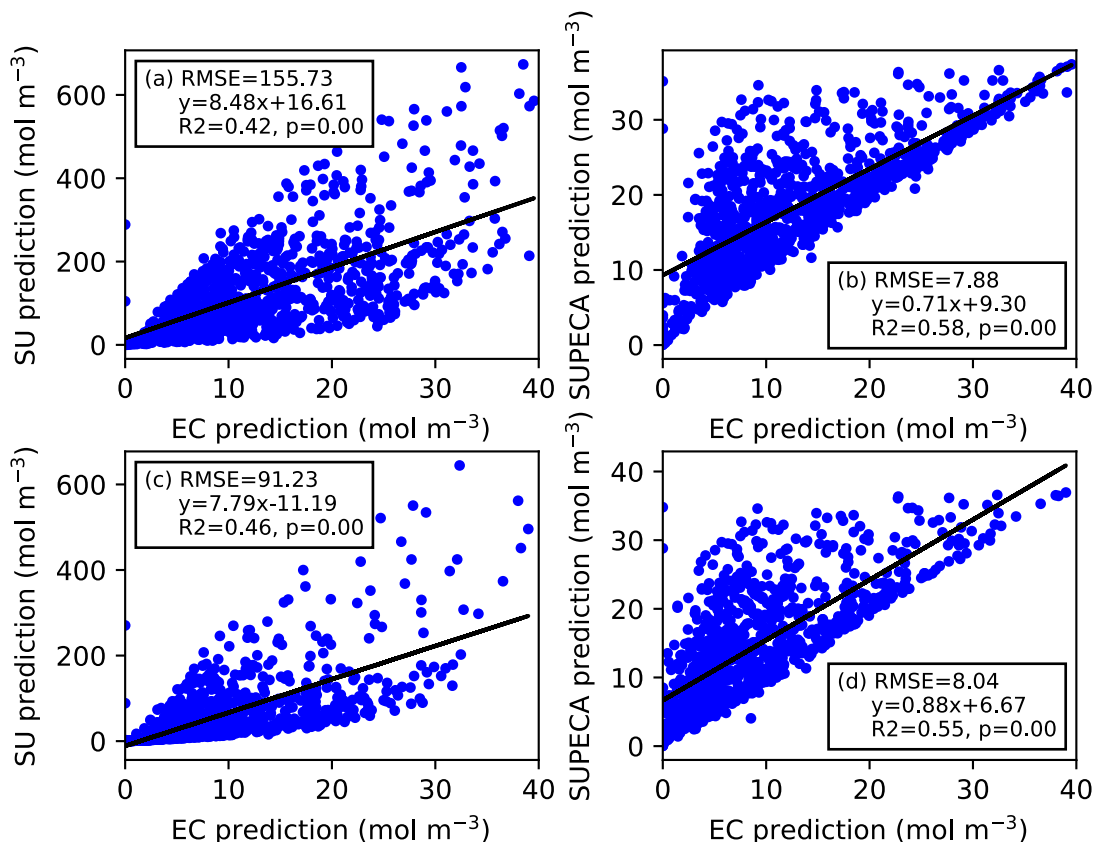 SU prediction (mol m⁻³)
600
400
200
0
(a) RMSE=155.73
y=8.48x+16.61
R2=0.42, p=0.00
0 10 20 30 40
EC prediction (mol m⁻³)
SUPECA prediction (mol m⁻³)
30
20
10
0
(b) RMSE=7.88
y=0.71x+9.30
R2=0.58, p=0.00
0 10 20 30 40
EC prediction (mol m⁻³)
SU prediction (mol m⁻³)
600
400
200
0
(c) RMSE=91.23
y=7.79x-11.19
R2=0.46, p=0.00
0 10 20 30 40
EC prediction (mol m⁻³)
SUPECA prediction (mol m⁻³)
40
30
20
10
0
(d) RMSE=8.04
y=0.88x+6.67
R2=0.55, p=0.00
0 10 20 30 40
EC prediction (mol m⁻³)